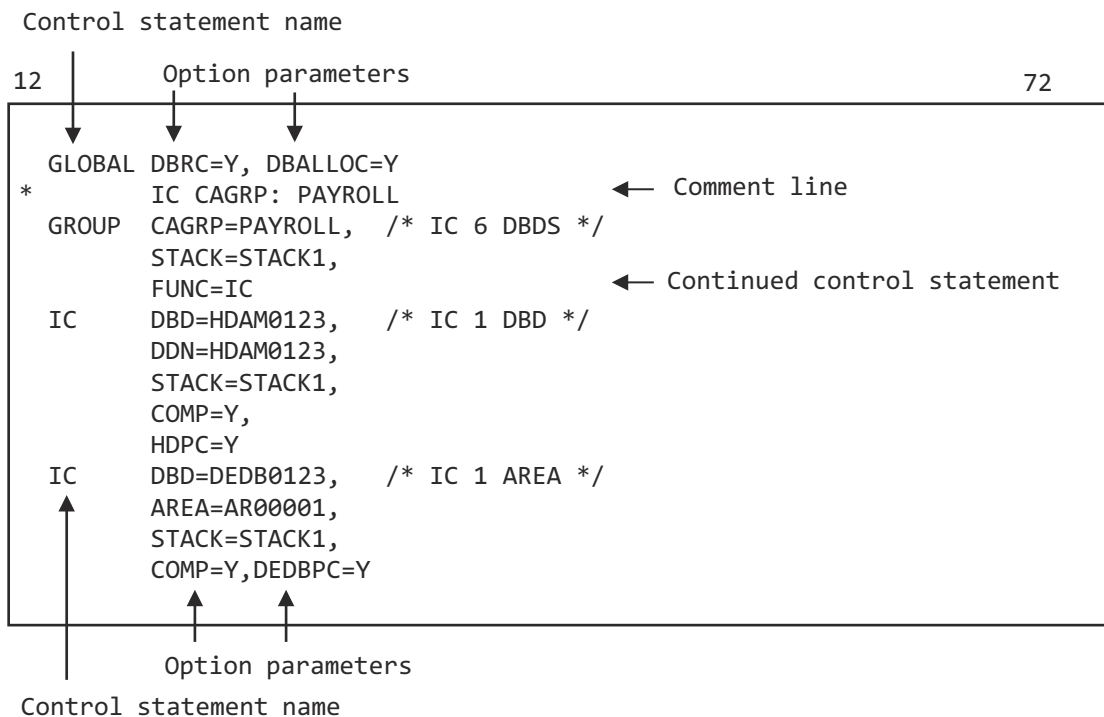 Control statement name
Option parameters
12 72
GLOBAL DBRC=Y, DBALLOC=Y
* IC CAGRP: PAYROLL Comment line
GROUP CAGRP=PAYROLL, /* IC 6 DBDS */
STACK=STACK1,
FUNC=IC Continued control statement
IC DBD=HDAM0123, /* IC 1 DBD */
DDN=HDAM0123,
STACK=STACK1,
COMP=Y,
HDPC=Y
IC DBD=DEDB0123, /* IC 1 AREA */
AREA=AR00001,
STACK=STACK1,
COMP=Y,DEDBPC=Y
Option parameters
Control statement name